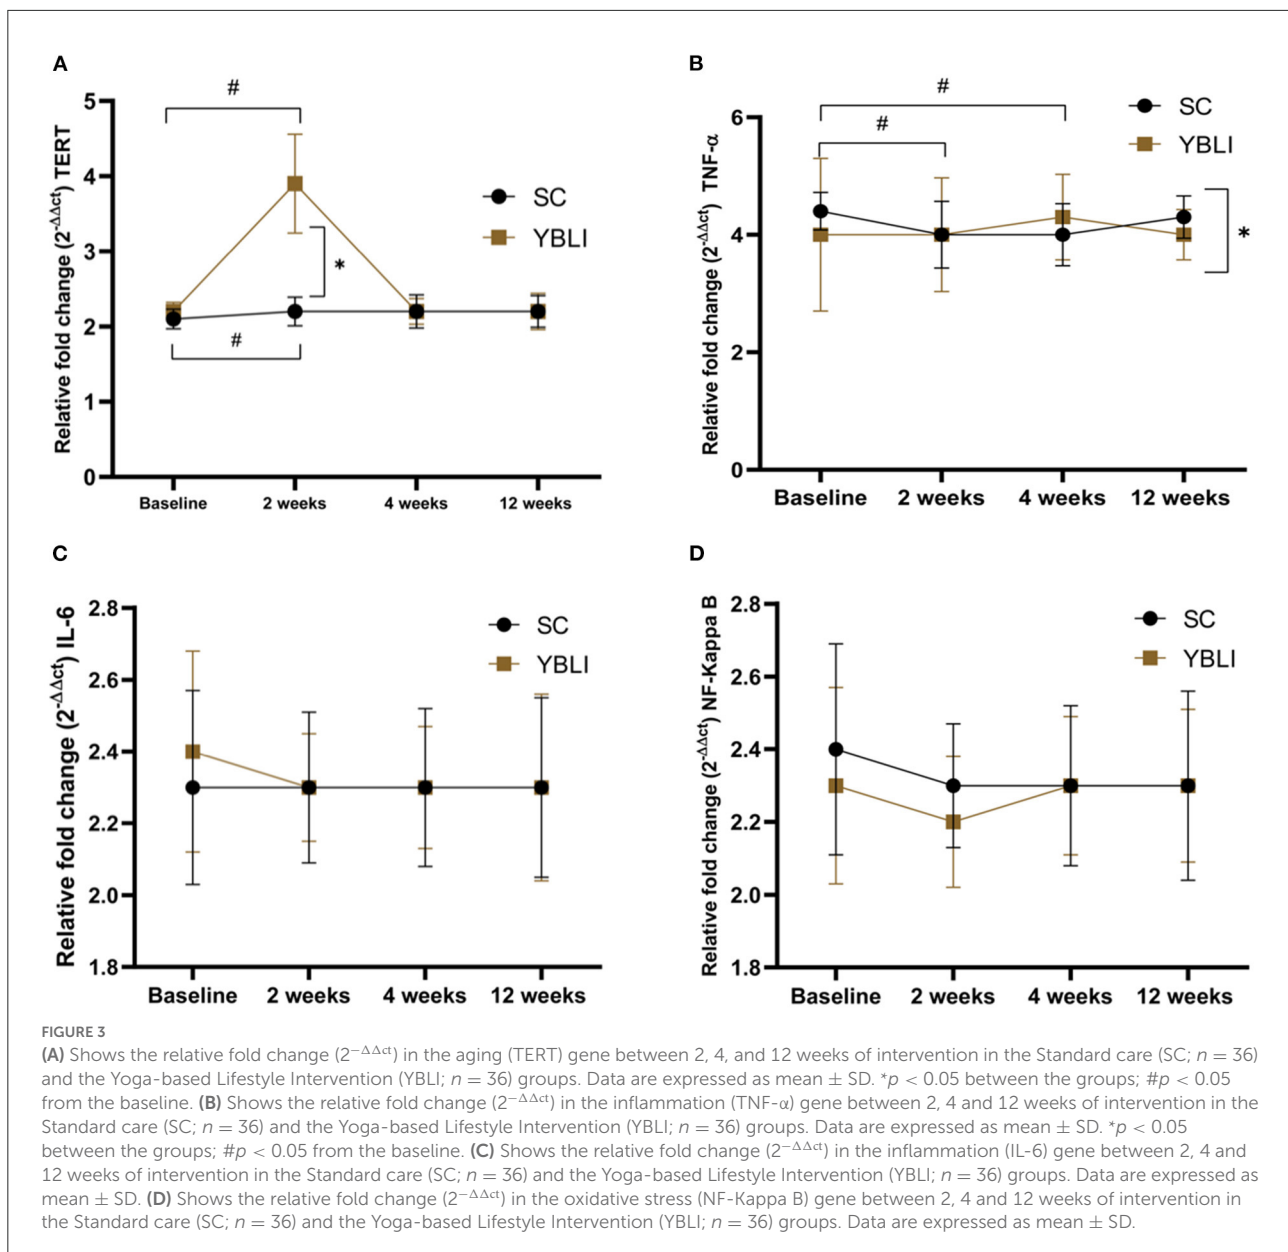 A
#
5
4
3
2
1
0
Relative fold change (2^-ΔΔct) TERT
SC
YBLI
*
#
Baseline 2 weeks 4 weeks 12 weeks
B
#
#
6
4
2
0
Relative fold change (2^-ΔΔct) TNF-α
SC
YBLI
*
Baseline 2 weeks 4 weeks 12 weeks
C
2.8
2.6
2.4
2.2
2.0
1.8
Relative fold change (2^-ΔΔct) IL-6
SC
YBLI
Baseline 2 weeks 4 weeks 12 weeks
D
2.8
2.6
2.4
2.2
2.0
1.8
Relative fold change (2^-ΔΔct) NF-Kappa B
SC
YBLI
Baseline 2 weeks 4 weeks 12 weeks
FIGURE 3
(A) Shows the relative fold change (2^−ΔΔct) in the aging (TERT) gene between 2, 4, and 12 weeks of intervention in the Standard care (SC; n = 36)
and the Yoga-based Lifestyle Intervention (YBLI; n = 36) groups. Data are expressed as mean ± SD. *p < 0.05 between the groups; #p < 0.05
from the baseline. (B) Shows the relative fold change (2^−ΔΔct) in the inflammation (TNF-α) gene between 2, 4 and 12 weeks of intervention in the
Standard care (SC; n = 36) and the Yoga-based Lifestyle Intervention (YBLI; n = 36) groups. Data are expressed as mean ± SD. *p < 0.05
between the groups; #p < 0.05 from the baseline. (C) Shows the relative fold change (2^−ΔΔct) in the inflammation (IL-6) gene between 2, 4 and
12 weeks of intervention in the Standard care (SC; n = 36) and the Yoga-based Lifestyle Intervention (YBLI; n = 36) groups. Data are expressed as
mean ± SD. (D) Shows the relative fold change (2^−ΔΔct) in the oxidative stress (NF-Kappa B) gene between 2, 4 and 12 weeks of intervention in
the Standard care (SC; n = 36) and the Yoga-based Lifestyle Intervention (YBLI; n = 36) groups. Data are expressed as mean ± SD.